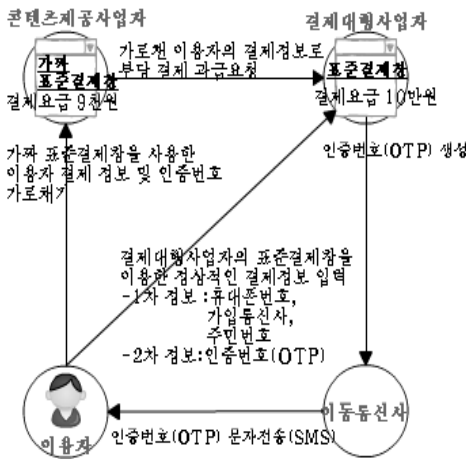 콘텐츠제공사업자
가짜
표준결제창
결제요금 9천원
가로챈 이용자의 결제정보로
부당 결제 과금요청
결제대행사업자
표준결제창
결제요금 10만원
인증번호(OTP) 생성
가짜 표준결제창을 사용한
이용자 결제 정보 및 인증번호
가로채기
결제대행사업자의 표준결제창을
이용한 정상적인 결제정보 입력
-1차 정보 :휴대폰번호,
가입통신사,
주민번호
-2차 정보:인증번호(OTP)
이용자
인증번호(OTP) 문자전송(SMS)
이동통신사